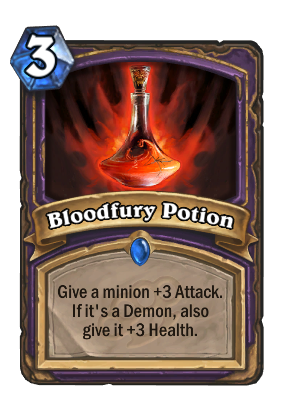 3
Bloodfury Potion
Give a minion +3 Attack.
If it's a Demon, also
give it +3 Health.